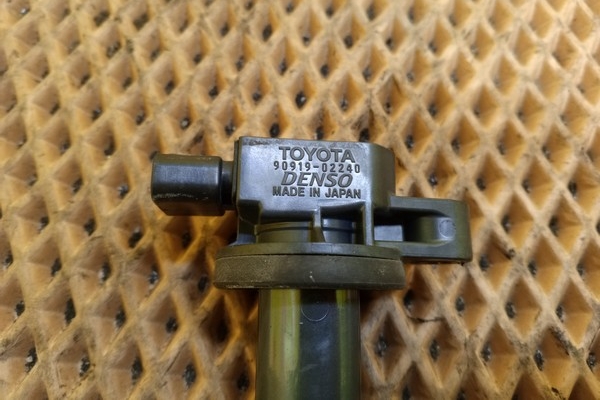 TOYOTA
90919-02240
DENSO
MADE IN JAPAN